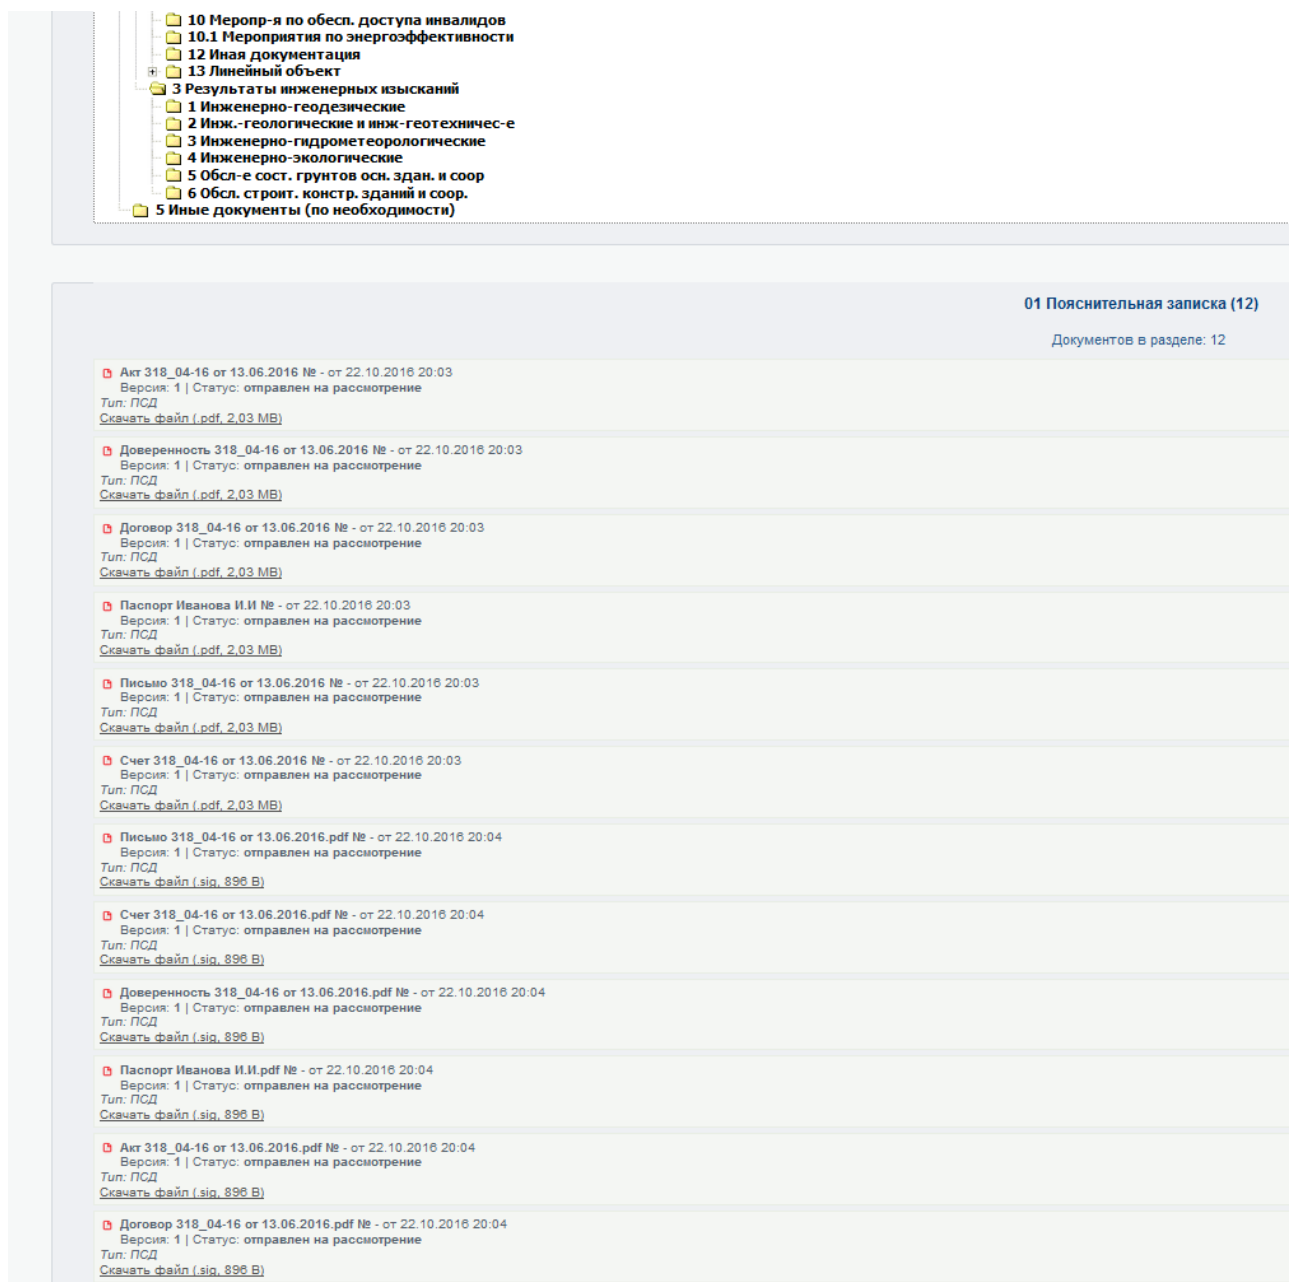 10 Меропр-я по обесп. доступа инвалидов
10.1 Мероприятия по энергоэффективности
12 Иная документация
13 Линейный объект
3 Результаты инженерных изысканий
1 Инженерно-геодезические
2 Инж.-геологические и инж-геотехничес-е
3 Инженерно-гидрометеорологические
4 Инженерно-экологические
5 Обсл-е сост. грунтов осн. здан. и соор
6 Обсл. строит. констр. зданий и соор.
5 Иные документы (по необходимости)
01 Пояснительная записка (12)
Документов в разделе: 12
Акт 318_04-16 от 13.06.2016 № - от 22.10.2016 20:03
Версия: 1 | Статус: отправлен на рассмотрение
Тип: ПСД
Скачать файл (.pdf, 2,03 MB)
Доверенность 318_04-16 от 13.06.2016 № - от 22.10.2016 20:03
Версия: 1 | Статус: отправлен на рассмотрение
Тип: ПСД
Скачать файл (.pdf, 2,03 MB)
Договор 318_04-16 от 13.06.2016 № - от 22.10.2016 20:03
Версия: 1 | Статус: отправлен на рассмотрение
Тип: ПСД
Скачать файл (.pdf, 2,03 MB)
Паспорт Иванова И.И № - от 22.10.2016 20:03
Версия: 1 | Статус: отправлен на рассмотрение
Тип: ПСД
Скачать файл (.pdf, 2,03 MB)
Письмо 318_04-16 от 13.06.2016 № - от 22.10.2016 20:03
Версия: 1 | Статус: отправлен на рассмотрение
Тип: ПСД
Скачать файл (.pdf, 2,03 MB)
Счет 318_04-16 от 13.06.2016 № - от 22.10.2016 20:03
Версия: 1 | Статус: отправлен на рассмотрение
Тип: ПСД
Скачать файл (.pdf, 2,03 MB)
Письмо 318_04-16 от 13.06.2016.pdf № - от 22.10.2016 20:04
Версия: 1 | Статус: отправлен на рассмотрение
Тип: ПСД
Скачать файл (.sig, 896 B)
Счет 318_04-16 от 13.06.2016.pdf № - от 22.10.2016 20:04
Версия: 1 | Статус: отправлен на рассмотрение
Тип: ПСД
Скачать файл (.sig, 896 B)
Доверенность 318_04-16 от 13.06.2016.pdf № - от 22.10.2016 20:04
Версия: 1 | Статус: отправлен на рассмотрение
Тип: ПСД
Скачать файл (.sig, 896 B)
Паспорт Иванова И.И.pdf № - от 22.10.2016 20:04
Версия: 1 | Статус: отправлен на рассмотрение
Тип: ПСД
Скачать файл (.sig, 896 B)
Акт 318_04-16 от 13.06.2016.pdf № - от 22.10.2016 20:04
Версия: 1 | Статус: отправлен на рассмотрение
Тип: ПСД
Скачать файл (.sig, 896 B)
Договор 318_04-16 от 13.06.2016.pdf № - от 22.10.2016 20:04
Версия: 1 | Статус: отправлен на рассмотрение
Тип: ПСД
Скачать файл (.sig, 896 B)